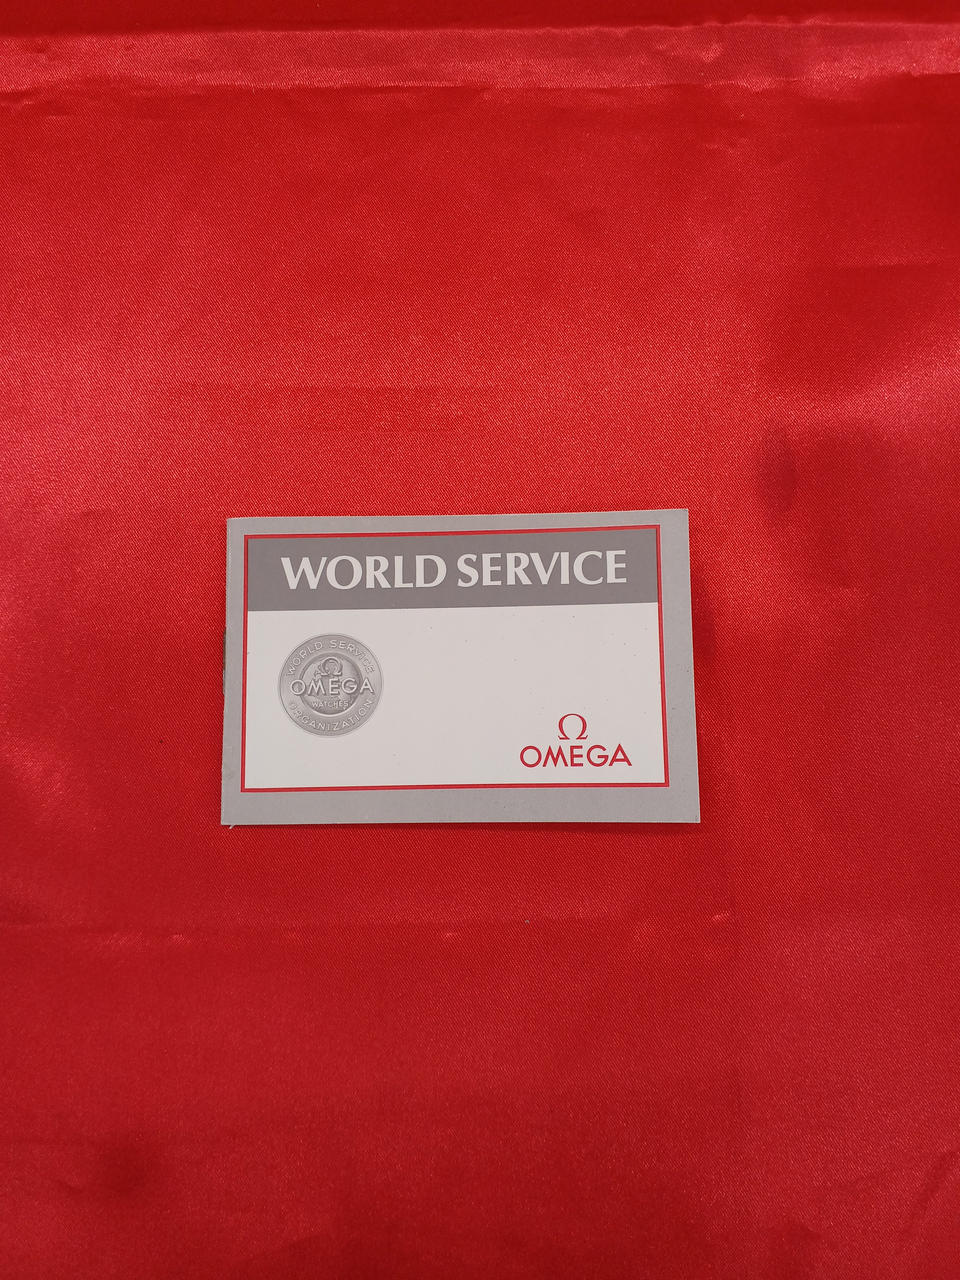 WORLD SERVICE
WORLD SERVICE
Ω
OMEGA
WATCHES
ORGANIZATION
Ω
OMEGA